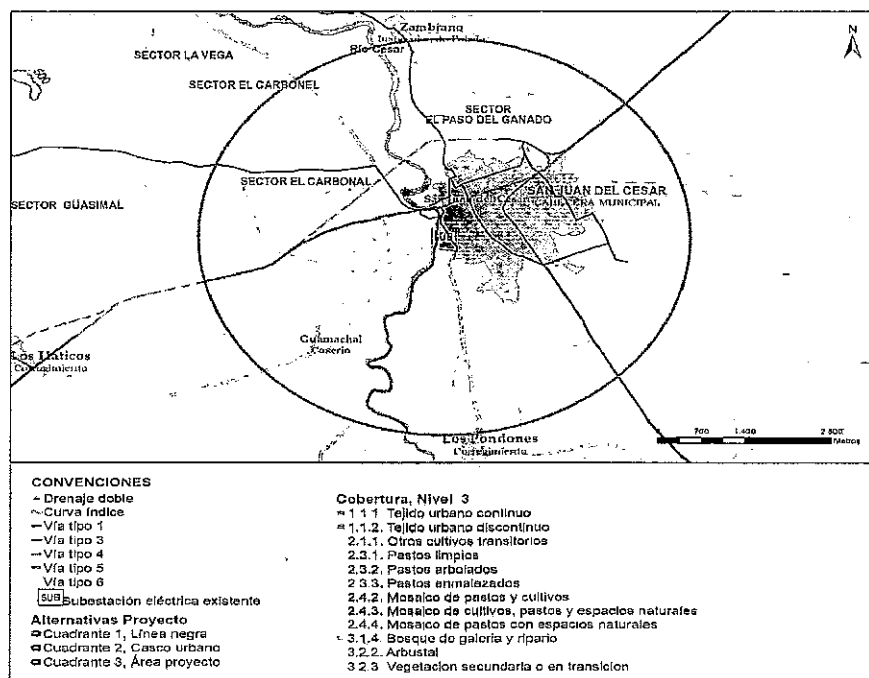 Zambrano
Río Cesar
SECTOR LA VEGA
SECTOR EL CARBONEL
SECTOR
EL PASO DEL GANADO
N
SECTOR EL CARBONAL
SAN JUAN DEL CESAR
CABECERA MUNICIPAL
SECTOR GUASIMAL
SUB
Guamachal
Caserio
Los Haticos
Corregimiento
Los Pondones
Corregimiento
0 700 1.400 2.800
Metros
CONVENCIONES
Drenaje doble
Curva índice
Vía tipo 1
Vía tipo 3
Vía tipo 4
Vía tipo 5
Vía tipo 6
SUB Subestación eléctrica existente
Alternativas Proyecto
Cuadrante 1, Línea negra
Cuadrante 2, Casco urbano
Cuadrante 3, Área proyecto
Cobertura, Nivel 3
1.1.1. Tejido urbano continuo
1.1.2. Tejido urbano discontinuo
2.1.1. Otros cultivos transitorios
2.3.1. Pastos limpios
2.3.2. Pastos arbolados
2.3.3. Pastos enmalezados
2.4.2. Mosaico de pastos y cultivos
2.4.3. Mosaico de cultivos, pastos y espacios naturales
2.4.4. Mosaico de pastos con espacios naturales
3.1.4. Bosque de galería y ripario
3.2.2. Arbustal
3.2.3 Vegetacion secundaria o en transicion